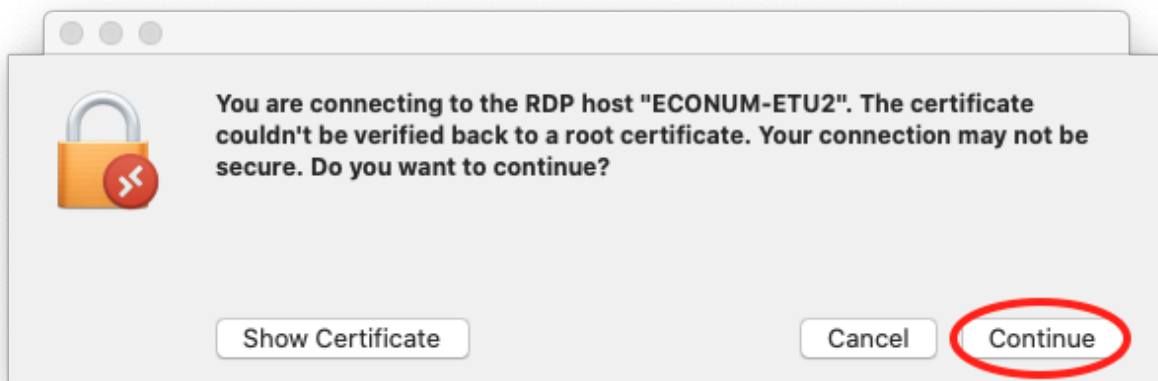 You are connecting to the RDP host "ECONUM-ETU2". The certificate
couldn't be verified back to a root certificate. Your connection may not be
secure. Do you want to continue?
Show Certificate
Cancel
Continue